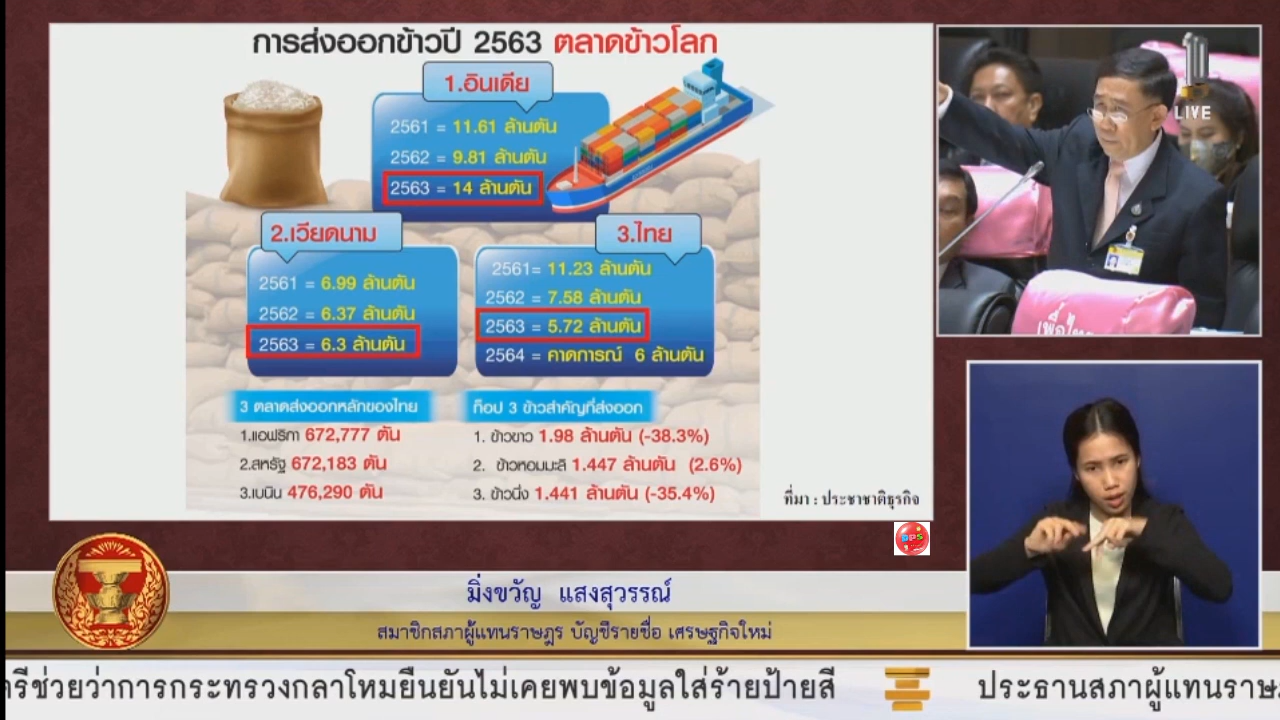 การส่งออกข้าวปี 2563 ตลาดข้าวโลก
1.อินเดีย
2561 = 11.61 ล้านตัน
2562 = 9.81 ล้านตัน
2563 = 14 ล้านตัน
2.เวียดนาม
2561 = 6.99 ล้านตัน
2562 = 6.37 ล้านตัน
2563 = 6.3 ล้านตัน
3.ไทย
2561= 11.23 ล้านตัน
2562 = 7.58 ล้านตัน
2563 = 5.72 ล้านตัน
2564 = คาดการณ์ 6 ล้านตัน
3 ตลาดส่งออกหลักของไทย
1.แอฟริกา 672,777 ตัน
2.สหรัฐ 672,183 ตัน
3.เบนิน 476,290 ตัน
ท็อป 3 ข้าวสำคัญที่ส่งออก
1. ข้าวขาว 1.98 ล้านตัน (-38.3%)
2. ข้าวหอมมะลิ 1.447 ล้านตัน (2.6%)
3. ข้าวนึ่ง 1.441 ล้านตัน (-35.4%)
ที่มา : ประชาชาติธุรกิจ
LIVE
เพื่อไทย
DPS
มิ่งขวัญ แสงสุวรรณ์
สมาชิกสภาผู้แทนราษฎร บัญชีรายชื่อ เศรษฐกิจใหม่
ตรีช่วยว่าการกระทรวงกลาโหมยืนยันไม่เคยพบข้อมูลใส่ร้ายป้ายสี
ประธานสภาผู้แทนราษ